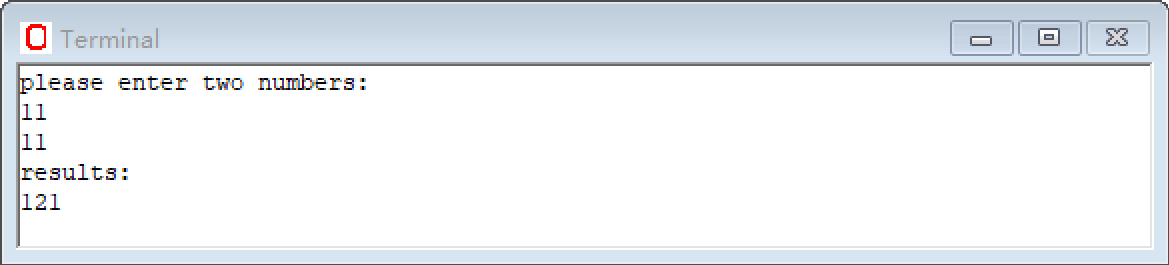 Terminal
please enter two numbers:
11
11
results:
121